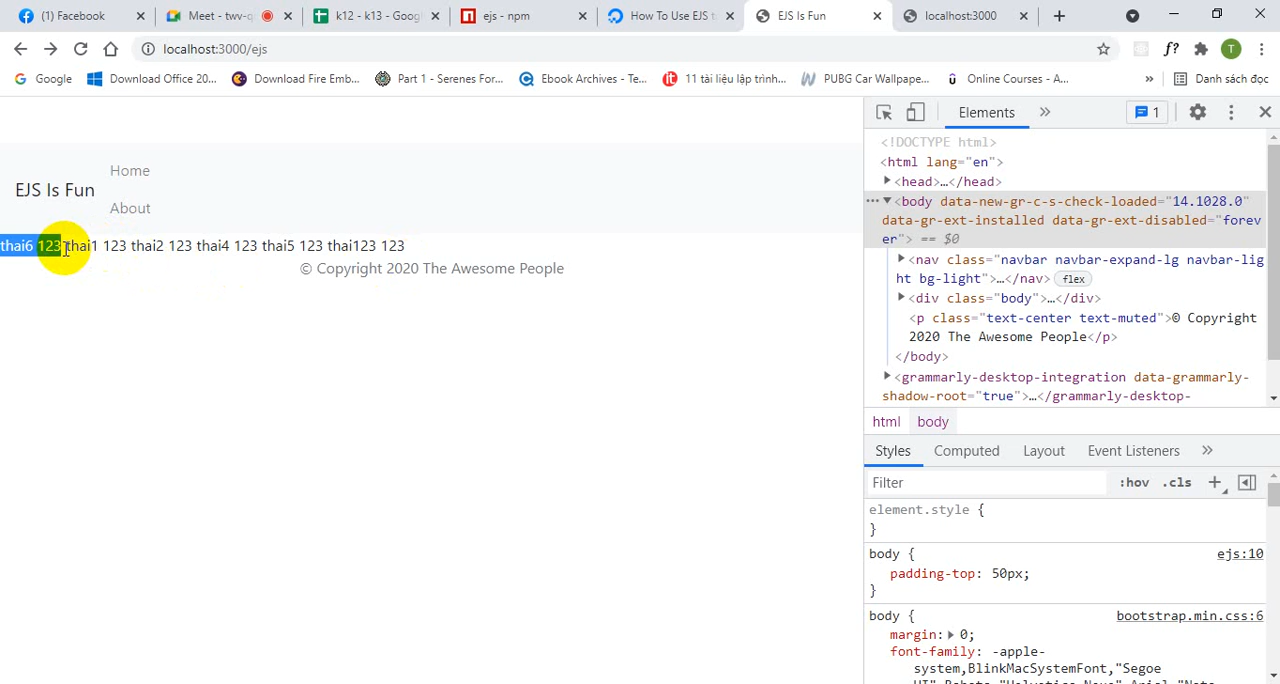 (1) Facebook
Meet - twv-q
k12 - k13 - Goog
ejs - npm
How To Use EJS t
EJS Is Fun
localhost:3000
localhost:3000/ejs
f?
T
Google
Download Office 20...
Download Fire Emb...
Part 1 - Serenes For...
Ebook Archives - Te...
11 tài liệu lập trình...
PUBG Car Wallpape...
Online Courses - A...
»
Danh sách đọc
EJS Is Fun
Home
About
thai6 123 thai1 123 thai2 123 thai4 123 thai5 123 thai123 123
© Copyright 2020 The Awesome People
Elements
»
1
<!DOCTYPE html>
<html lang="en">
<head>…</head>
<body data-new-gr-c-s-check-loaded="14.1028.0"
data-gr-ext-installed data-gr-ext-disabled="forev
er"> == $0
<nav class="navbar navbar-expand-lg navbar-lig
ht bg-light">…</nav> flex
<div class="body">…</div>
<p class="text-center text-muted">© Copyright
2020 The Awesome People</p>
</body>
<grammarly-desktop-integration data-grammarly-
shadow-root="true">…</grammarly-desktop-
html body
Styles Computed Layout Event Listeners »
Filter :hov .cls +
element.style {
}
body { ejs:10
padding-top: 50px;
}
body { bootstrap.min.css:6
margin: 0;
font-family: -apple-
system,BlinkMacSystemFont,"Segoe
UI",Roboto,"Helvetica Neue",Arial,"Noto